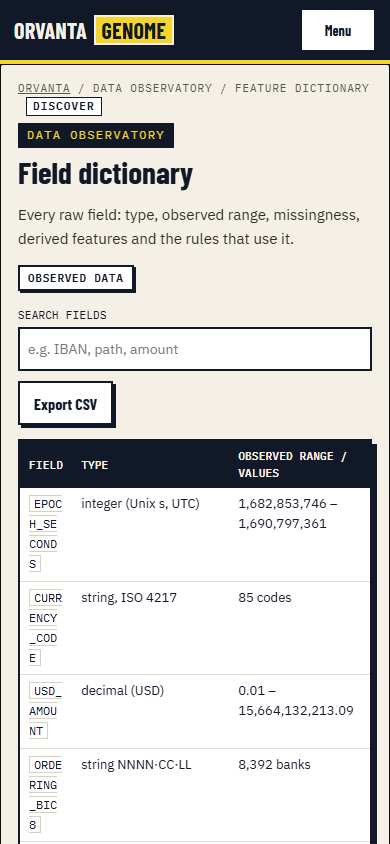 ORVANTA GENOME
Menu
ORVANTA / DATA OBSERVATORY / FEATURE DICTIONARY
DISCOVER
DATA OBSERVATORY
Field dictionary
Every raw field: type, observed range, missingness,
derived features and the rules that use it.
OBSERVED DATA
SEARCH FIELDS
e.g. IBAN, path, amount
Export CSV
FIELD TYPE OBSERVED RANGE /
VALUES
EPOC integer (Unix s, UTC) 1,682,853,746 –
H_SE 1,690,797,361
COND
S
CURR string, ISO 4217 85 codes
ENCY
_COD
E
USD_ decimal (USD) 0.01 –
AMOU 15,664,132,213.09
NT
ORDE string NNNN-CC-LL 8,392 banks
RING
_BIC
8